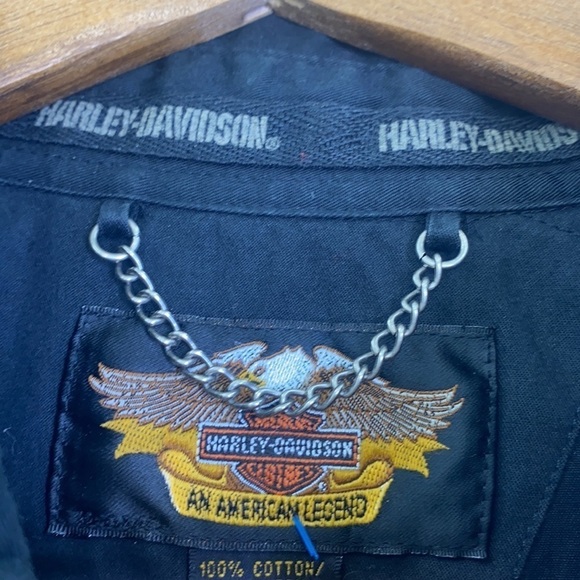 HARLEY-DAVIDSON® HARLEY-DAVIDS
HARLEY-DAVIDSON
AN AMERICAN LEGEND
100% COTTON/